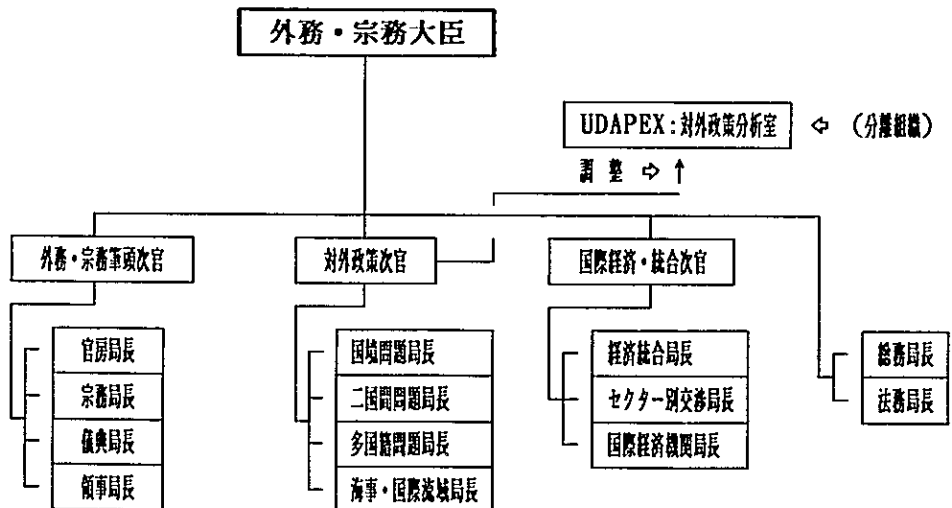 外務・宗務大臣
UDAPEX:対外政策分析室 ⇦ (分離組織)
調 整 ⇨ ↑
外務・宗務筆頭次官
対外政策次官
国際経済・統合次官
官房局長
宗務局長
儀典局長
領事局長
国境問題局長
二国間問題局長
多国籍問題局長
海事・国際流域局長
経済統合局長
セクター別交渉局長
国際経済機関局長
総務局長
法務局長